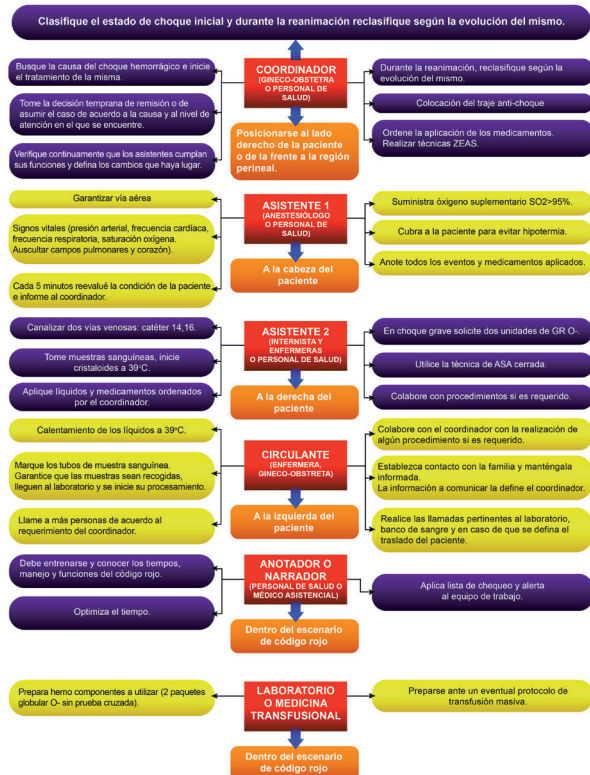 Clasifique el estado de choque inicial y durante la reanimación reclasifique según la evolución del mismo.
Busque la causa del choque hemorrágico e inicie
el tratamiento de la misma.
Tome la decisión temprana de remisión o de
asumir el caso de acuerdo a la causa y al nivel de
atención en el que se encuentre.
Verifique continuamente que los asistentes cumplan
sus funciones y defina los cambios que haya lugar.
COORDINADOR
(GINECO-OBSTETRA
O PERSONAL DE
SALUD)
Posicionarse al lado
derecho de la paciente
o de la frente a la región
perineal.
Durante la reanimación, reclasifique según la
evolución del mismo.
Colocación del traje anti-choque
Ordene la aplicación de los medicamentos.
Realizar técnicas ZEAS.
Garantizar vía aérea
Signos vitales (presión arterial, frecuencia cardíaca,
frecuencia respiratoria, saturación oxígena).
Auscultar campos pulmonares y corazón).
Cada 5 minutos reevalué la condición de la paciente
e informe al coordinador.
ASISTENTE 1
(ANESTESIÓLOGO
O PERSONAL DE
SALUD)
A la cabeza del
paciente
Suministra óxigeno suplementario SO2>95%.
Cubra a la paciente para evitar hipotermia.
Anote todos los eventos y medicamentos aplicados.
Canalizar dos vías venosas: catéter 14,16.
Tome muestras sanguíneas, inicie
cristaloides a 39°C.
Aplique líquidos y medicamentos ordenados
por el coordinador.
ASISTENTE 2
(INTERNISTA Y
ENFERMERAS
O PERSONAL DE SALUD)
A la derecha del
paciente
En choque grave solicite dos unidades de GR O-.
Utilice la técnica de ASA cerrada.
Colabore con procedimientos si es requerido.
Calentamiento de los líquidos a 39°C.
Marque los tubos de muestra sanguínea.
Garantice que las muestras sean recogidas,
lleguen al laboratorio y se inicie su procesamiento.
Llame a más personas de acuerdo al
requerimiento del coordinador.
CIRCULANTE
(ENFERMERA,
GINECO-OBSTRETA)
A la izquierda del
paciente
Colabore con el coordinador con la realización de
algún procedimiento si es requerido.
Establezca contacto con la familia y manténgala
informada.
La información a comunicar la define el coordinador.
Realice las llamadas pertinentes al laboratorio,
banco de sangre y en caso de que se defina el
traslado del paciente.
Debe entrenarse y conocer los tiempos,
manejo y funciones del código rojo.
Optimiza el tiempo.
ANOTADOR O
NARRADOR
(PERSONAL DE SALUD O
MÉDICO ASISTENCIAL)
Dentro del escenario
de código rojo
Aplica lista de chequeo y alerta
al equipo de trabajo.
Prepara hemo componentes a utilizar (2 paquetes
globular O- sin prueba cruzada).
LABORATORIO
O MEDICINA
TRANSFUSIONAL
Dentro del escenario
de código rojo
Preparse ante un eventual protocolo de
transfusión masiva.